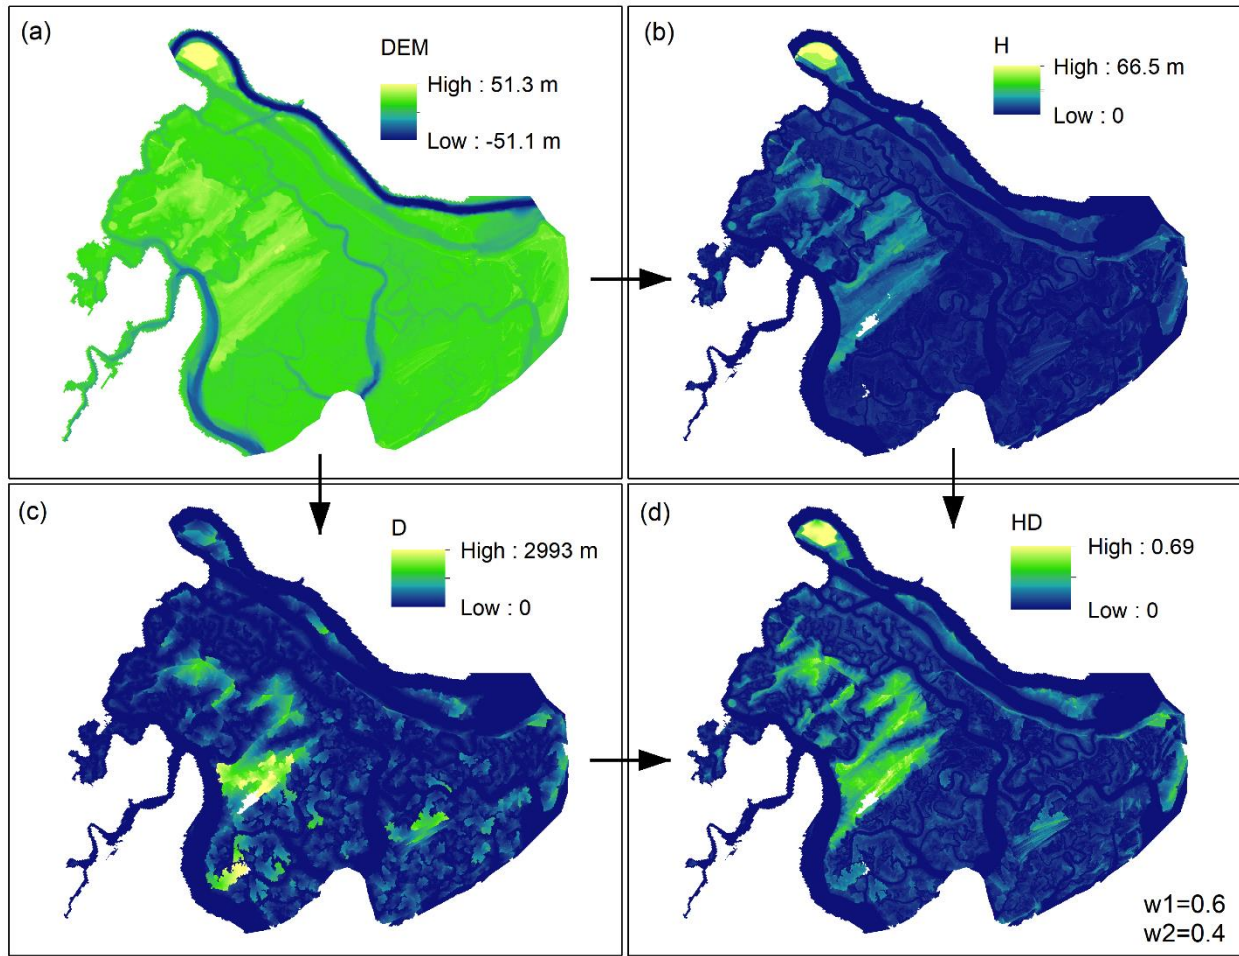 (a)
DEM
High : 51.3 m
Low : -51.1 m
(b)
H
High : 66.5 m
Low : 0
(c)
D
High : 2993 m
Low : 0
(d)
HD
High : 0.69
Low : 0
w1=0.6
w2=0.4